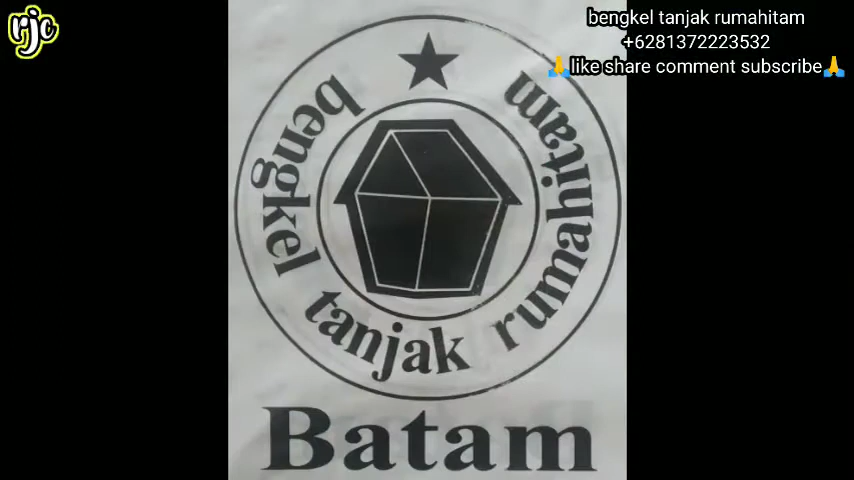 rjc
bengkel tanjak rumahitam
+6281372223532
🙏like share comment subscribe🙏
bengkel tanjak rumahitam
Batam